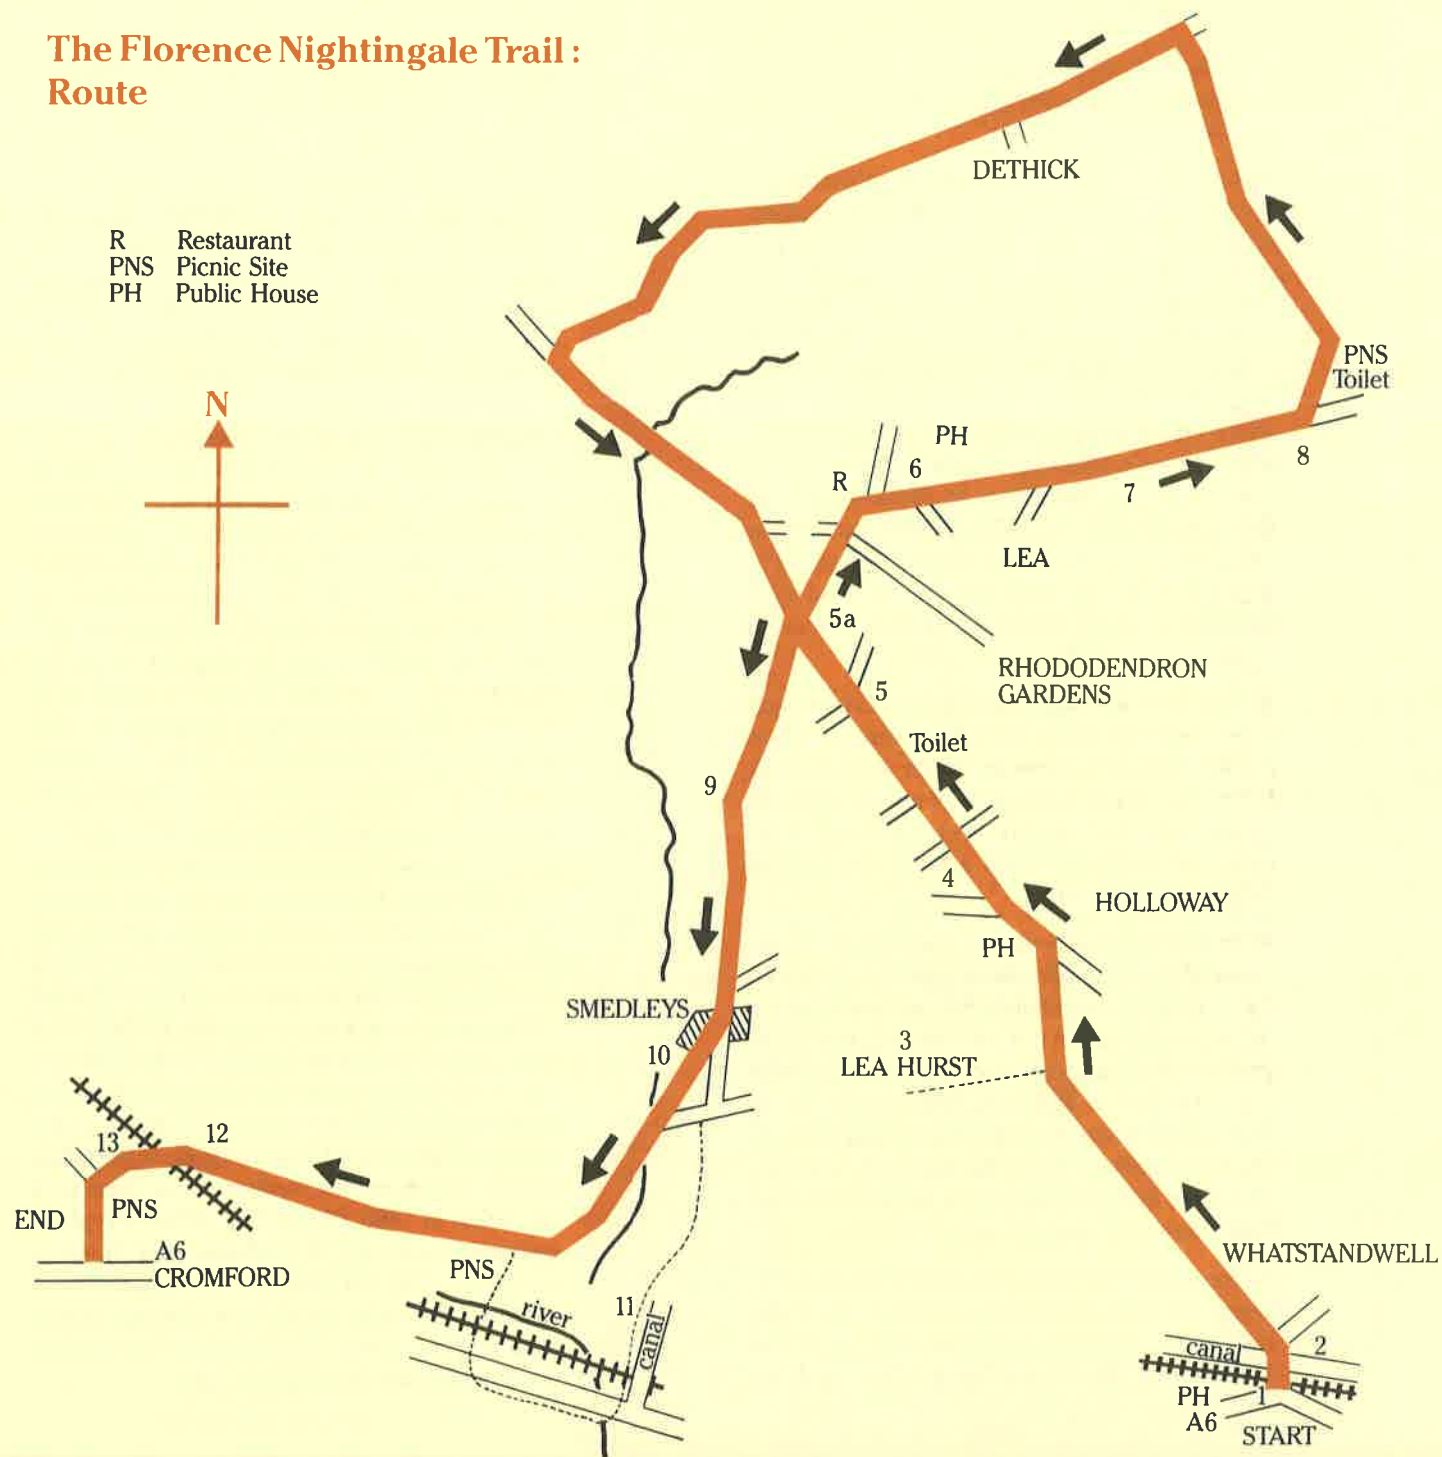 The Florence Nightingale Trail :
Route
R Restaurant
PNS Picnic Site
PH Public House
N
DETHICK
PNS
Toilet
PH
6
R
7
8
LEA
5a
RHODODENDRON
GARDENS
5
Toilet
9
4
HOLLOWAY
PH
SMEDLEYS
10
3
LEA HURST
13
12
END
PNS
A6
CROMFORD
PNS
river
11
canal
WHATSTANDWELL
2
canal
PH
1
A6
START